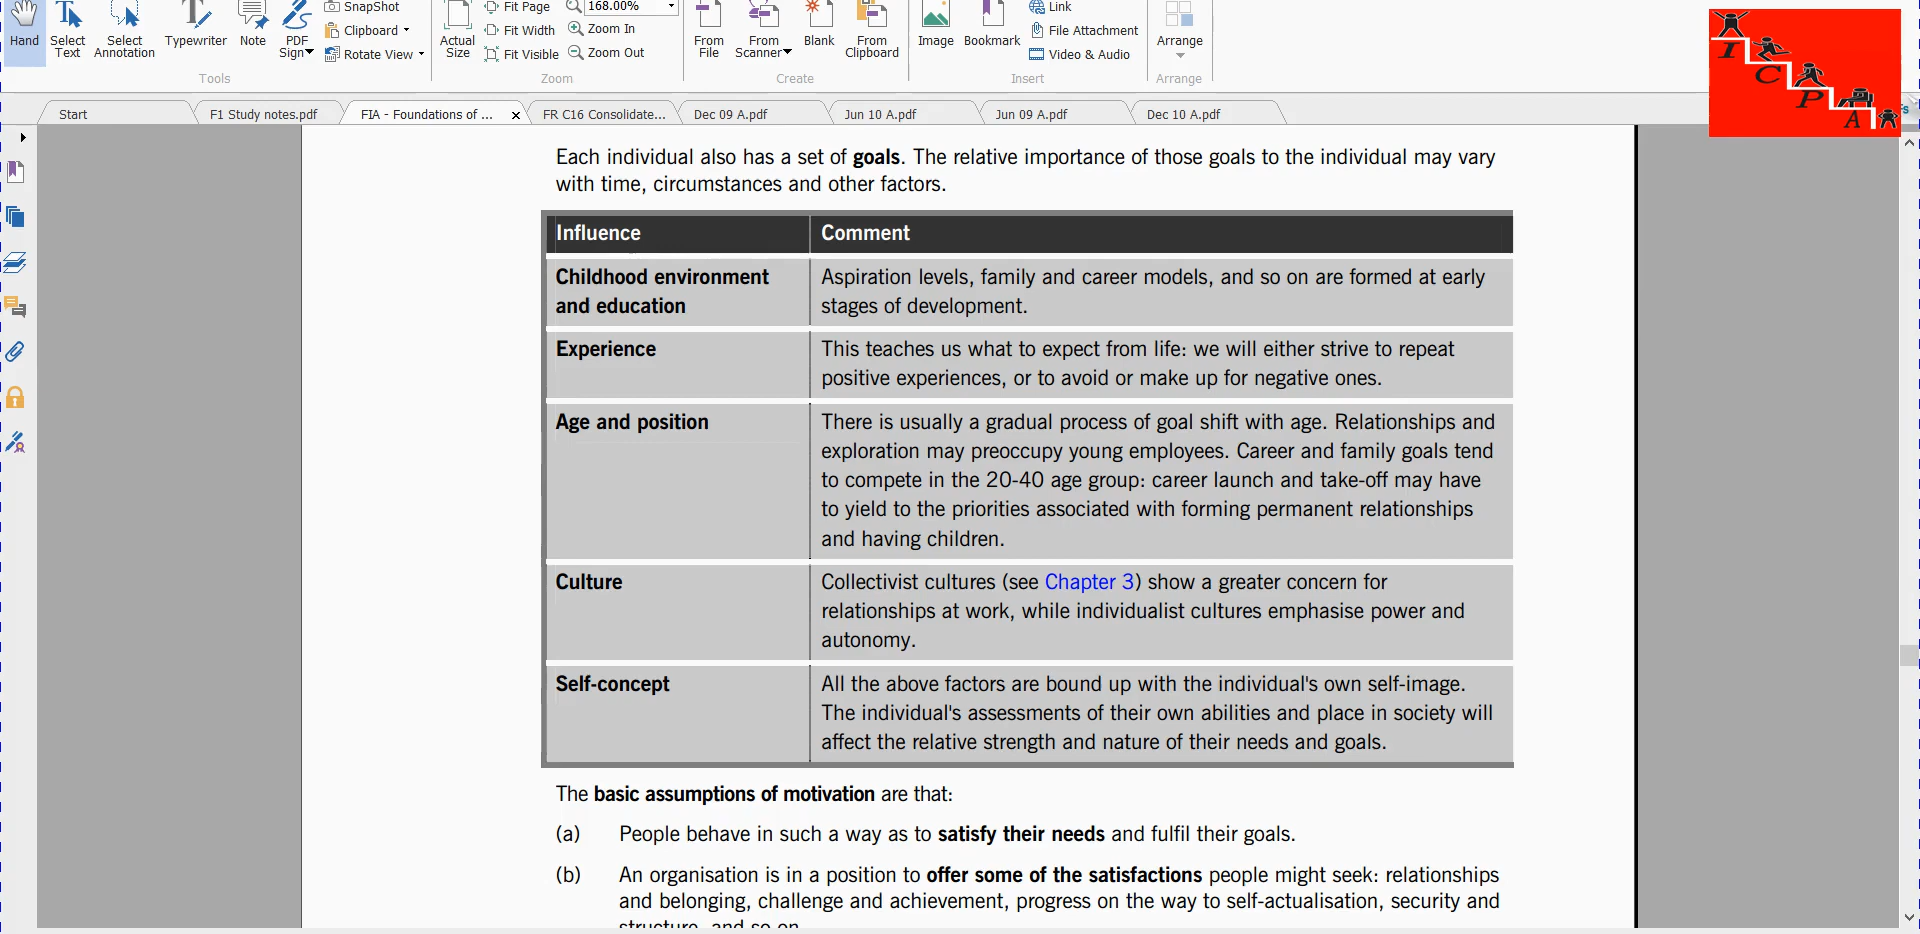 SnapShot
Fit Page
168.00%
Link
Hand
Select
Text
Select
Annotation
Typewriter
Note
PDF
Sign
Clipboard
Rotate View
Actual
Size
Fit Width
Fit Visible
Zoom In
Zoom Out
From
File
From
Scanner
Blank
From
Clipboard
Image
Bookmark
File Attachment
Video & Audio
Arrange
Tools
Zoom
Create
Insert
Arrange
I
C
P
A
Start
F1 Study notes.pdf
FIA - Foundations of ...
FR C16 Consolidate...
Dec 09 A.pdf
Jun 10 A.pdf
Jun 09 A.pdf
Dec 10 A.pdf
Each individual also has a set of goals. The relative importance of those goals to the individual may vary
with time, circumstances and other factors.
Influence
Comment
Childhood environment
and education
Aspiration levels, family and career models, and so on are formed at early
stages of development.
Experience
This teaches us what to expect from life: we will either strive to repeat
positive experiences, or to avoid or make up for negative ones.
Age and position
There is usually a gradual process of goal shift with age. Relationships and
exploration may preoccupy young employees. Career and family goals tend
to compete in the 20-40 age group: career launch and take-off may have
to yield to the priorities associated with forming permanent relationships
and having children.
Culture
Collectivist cultures (see Chapter 3) show a greater concern for
relationships at work, while individualist cultures emphasise power and
autonomy.
Self-concept
All the above factors are bound up with the individual's own self-image.
The individual's assessments of their own abilities and place in society will
affect the relative strength and nature of their needs and goals.
The basic assumptions of motivation are that:
(a) People behave in such a way as to satisfy their needs and fulfil their goals.
(b) An organisation is in a position to offer some of the satisfactions people might seek: relationships
and belonging, challenge and achievement, progress on the way to self-actualisation, security and
structure, and so on.